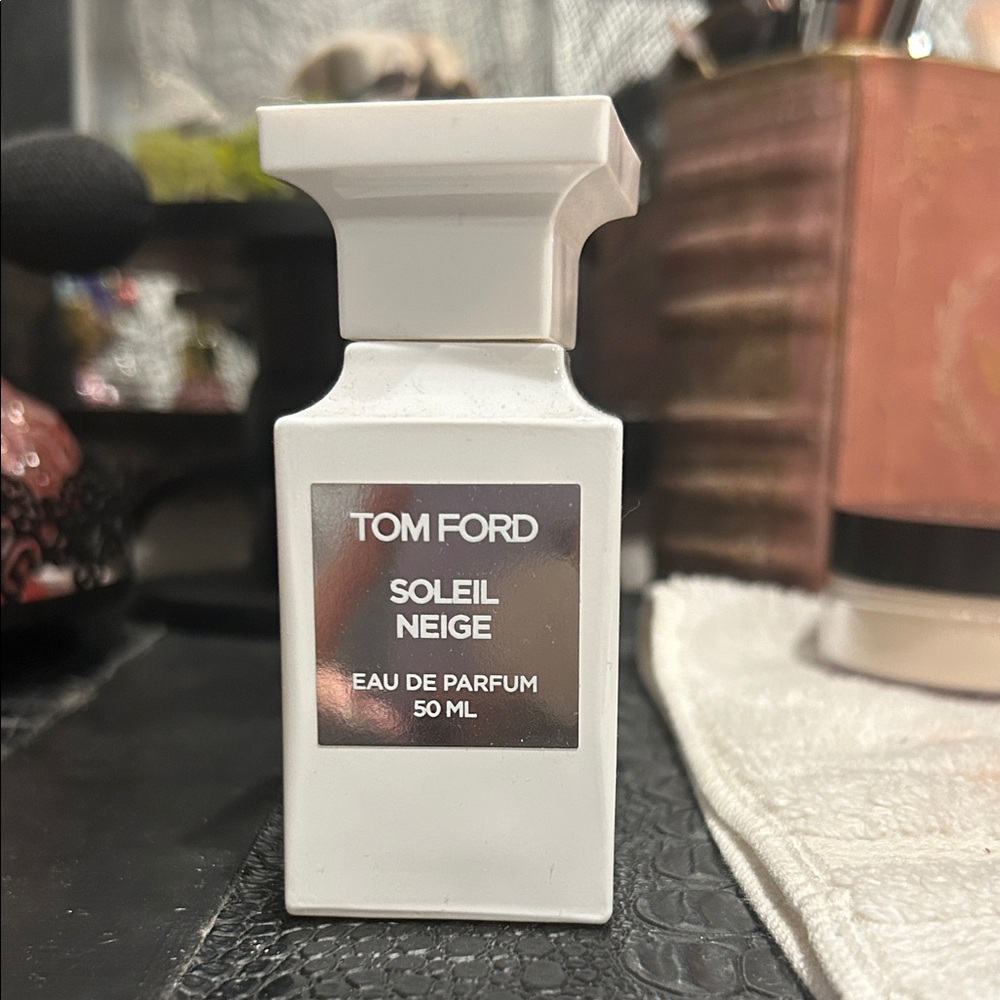 TOM FORD
SOLEIL
NEIGE
EAU DE PARFUM
50 ML